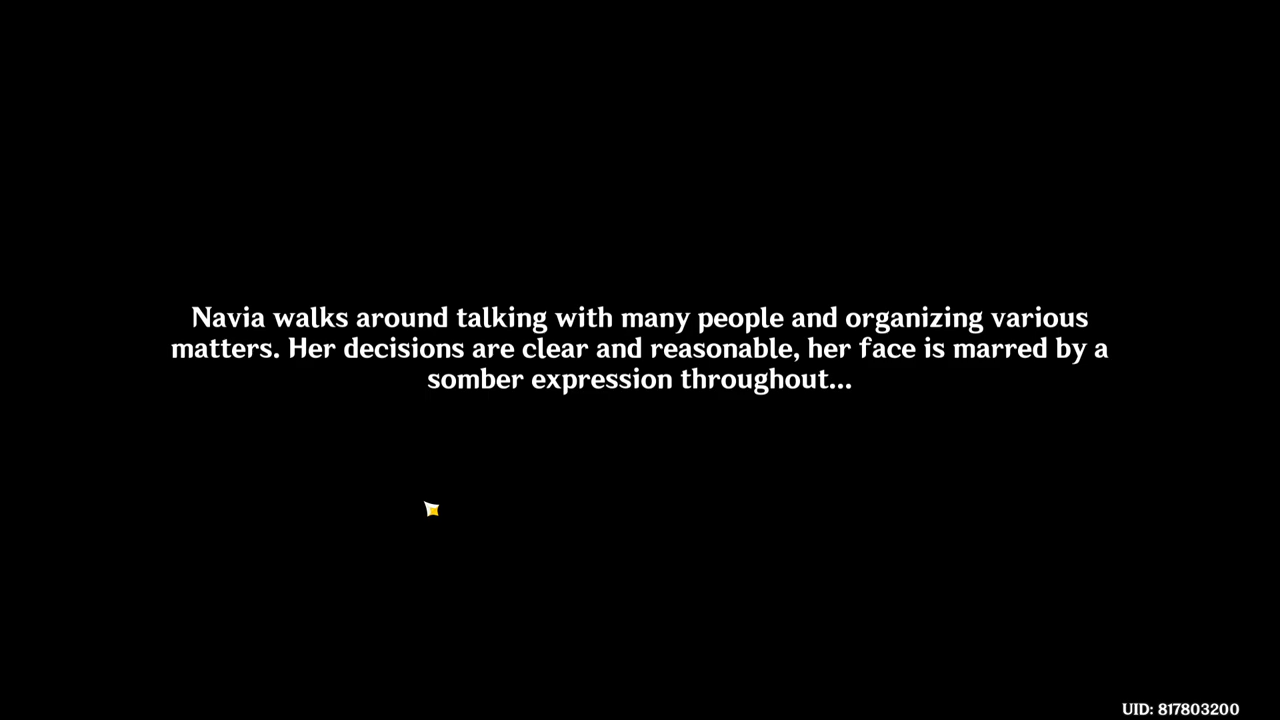 Navia walks around talking with many people and organizing various
matters. Her decisions are clear and reasonable, her face is marred by a
somber expression throughout...
UID: 817803200